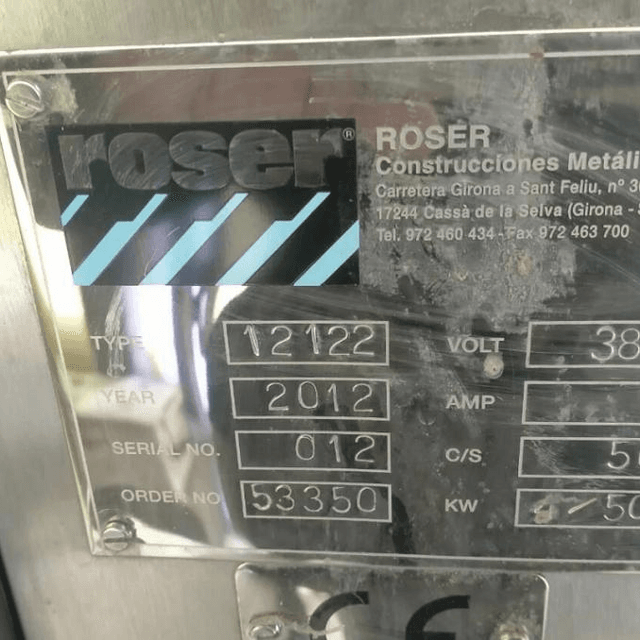 roser®
ROSER
Construcciones Metáli
Carretera Girona a Sant Feliu, nº 3
17244 Cassà de la Selva (Girona -
Tel. 972 460 434 - Fax 972 463 700
TYPE 12122 VOLT 38
YEAR 2012 AMP
SERIAL NO. 012 C/S 50
ORDER NO 53350 KW 50
CE